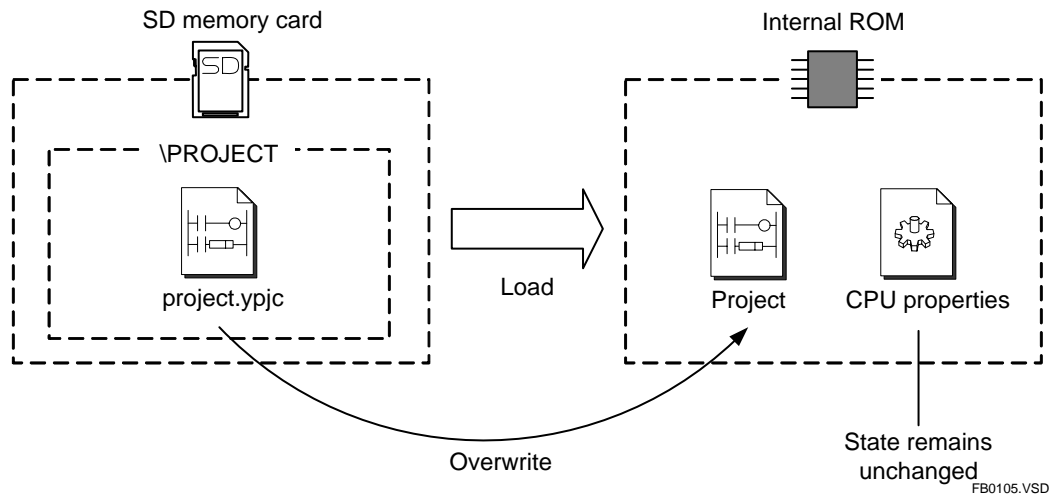 SD memory card
Internal ROM
SD
\PROJECT
project.ypjc
Load
Project
CPU properties
Overwrite
State remains
unchanged
FB0105.VSD